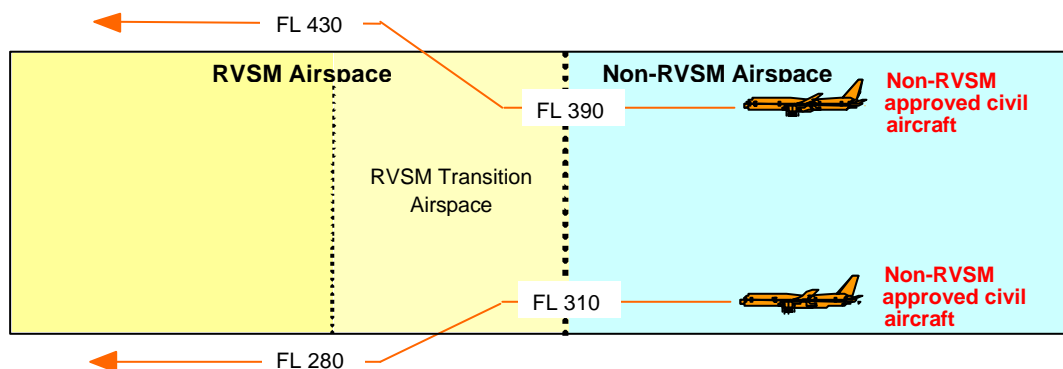 FL 430
RVSM Airspace
Non-RVSM Airspace
Non-RVSM
approved civil
aircraft
FL 390
RVSM Transition
Airspace
Non-RVSM
approved civil
aircraft
FL 310
FL 280